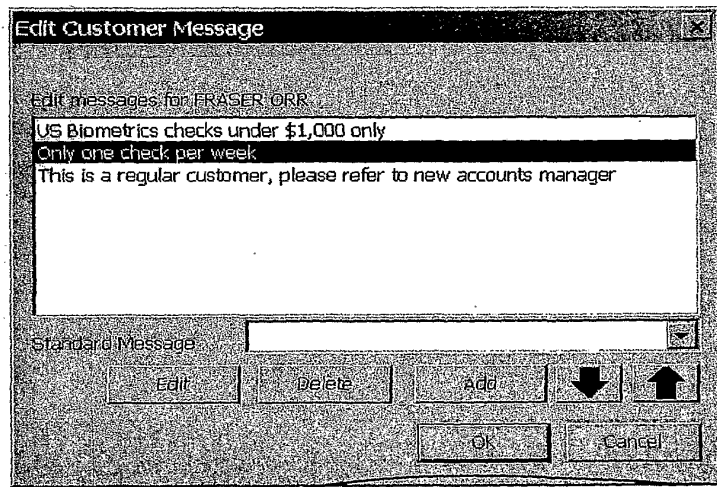 Edit Customer Message
Edit messages for FRASER ORR
US Biometrics checks under $1,000 only
Only one check per week
This is a regular customer, please refer to new accounts manager
Standard Message
Edit Delete Add
Ok Cancel